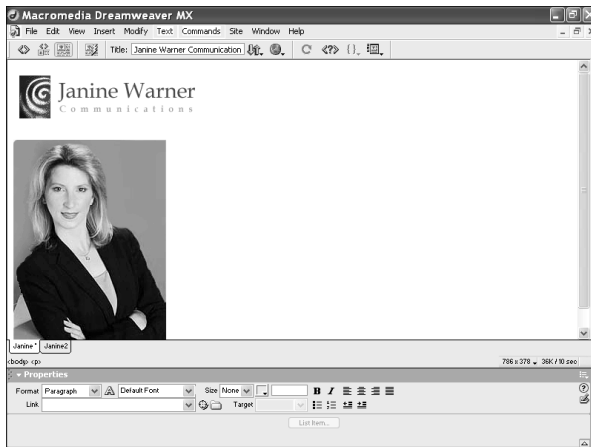 Macromedia Dreamweaver MX
File Edit View Insert Modify Text Commands Site Window Help
Title: Janine Warner Communication
Janine Warner
Communications
Janine* Janine2
<body> <p> 786 x 378 36K / 10 sec
Properties
Format Paragraph Default Font Size None B I
Link Target
List Item...